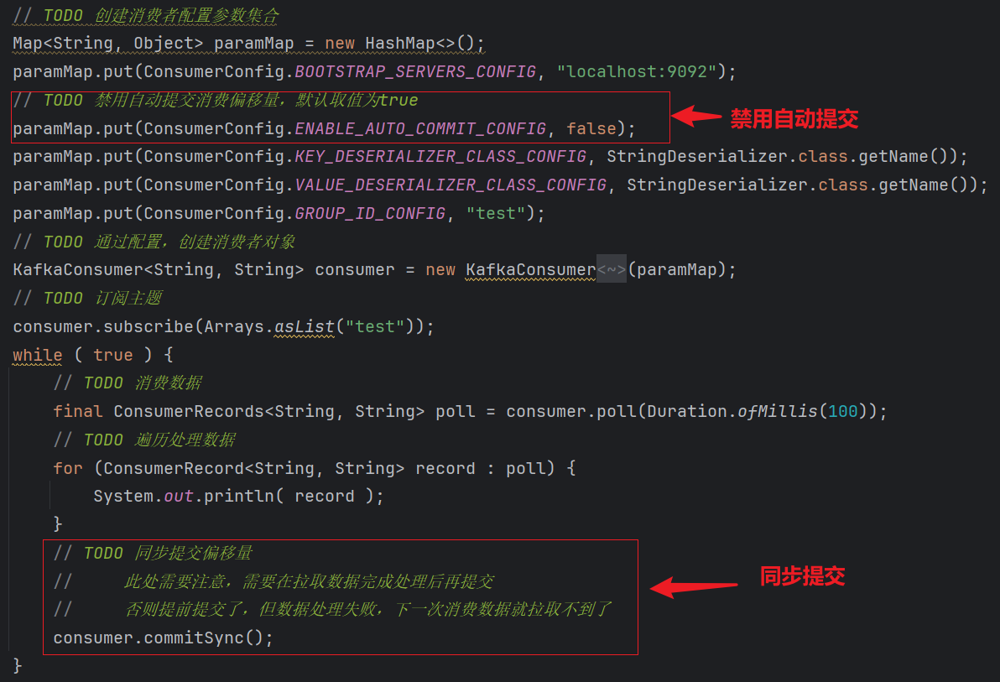 // TODO 创建消费者配置参数集合
Map<String, Object> paramMap = new HashMap<>();
paramMap.put(ConsumerConfig.BOOTSTRAP_SERVERS_CONFIG, "localhost:9092");
// TODO 禁用自动提交消费偏移量，默认取值为true
paramMap.put(ConsumerConfig.ENABLE_AUTO_COMMIT_CONFIG, false);
禁用自动提交
paramMap.put(ConsumerConfig.KEY_DESERIALIZER_CLASS_CONFIG, StringDeserializer.class.getName());
paramMap.put(ConsumerConfig.VALUE_DESERIALIZER_CLASS_CONFIG, StringDeserializer.class.getName());
paramMap.put(ConsumerConfig.GROUP_ID_CONFIG, "test");
// TODO 通过配置，创建消费者对象
KafkaConsumer<String, String> consumer = new KafkaConsumer<~>(paramMap);
// TODO 订阅主题
consumer.subscribe(Arrays.asList("test"));
while ( true ) {
    // TODO 消费数据
    final ConsumerRecords<String, String> poll = consumer.poll(Duration.ofMillis(100));
    // TODO 遍历处理数据
    for (ConsumerRecord<String, String> record : poll) {
        System.out.println( record );
    }
    // TODO 同步提交偏移量
    //     此处需要注意，需要在拉取数据完成处理后再提交
同步提交
    //     否则提前提交了，但数据处理失败，下一次消费数据就拉取不到了
    consumer.commitSync();
}